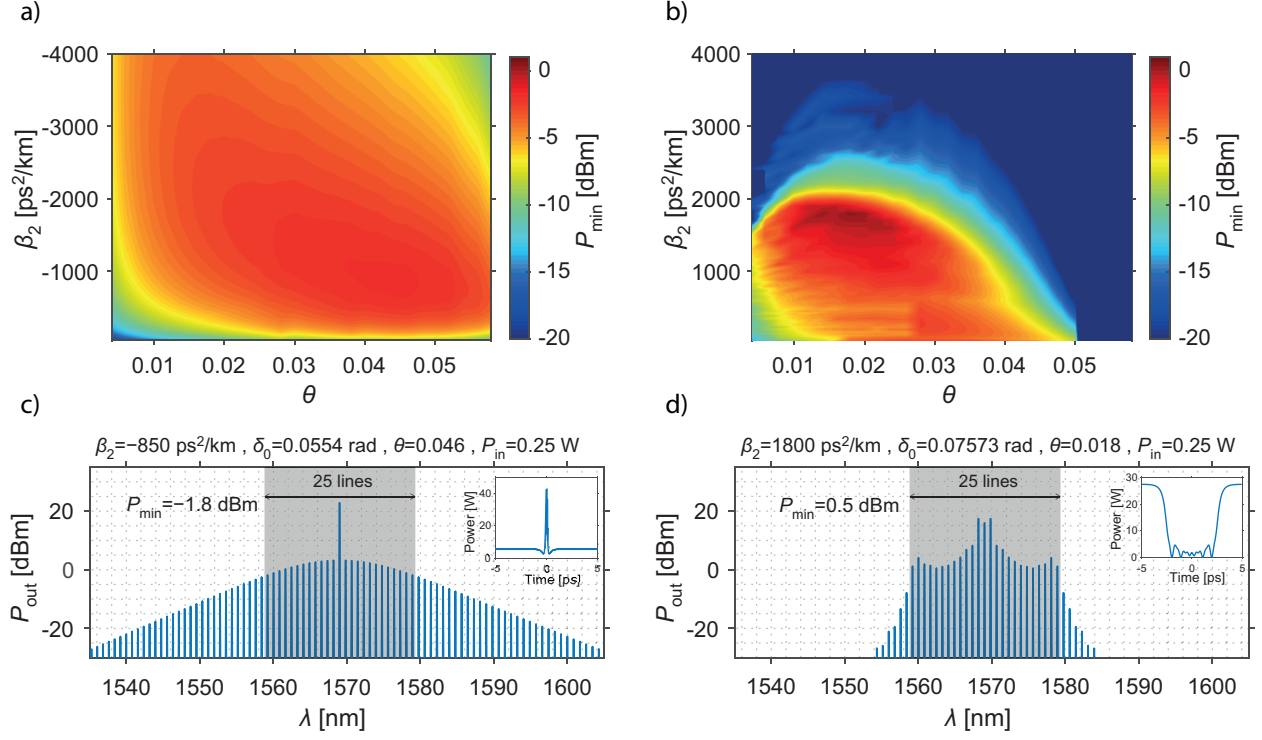 a)
-4000
-3000
-2000
-1000
β2 [ps²/km]
0.01 0.02 0.03 0.04 0.05
θ
0
-5
-10
-15
-20
Pmin [dBm]
b)
4000
3000
2000
1000
β2 [ps²/km]
0.01 0.02 0.03 0.04 0.05
θ
0
-5
-10
-15
-20
Pmin [dBm]
c)
β2=−850 ps²/km , δ0=0.0554 rad , θ=0.046 , Pin=0.25 W
25 lines
Pmin=−1.8 dBm
20
0
-20
Pout [dBm]
1540 1550 1560 1570 1580 1590 1600
λ [nm]
40
20
0
Power [W]
-5 0 5
Time [ps]
d)
β2=1800 ps²/km , δ0=0.07573 rad , θ=0.018 , Pin=0.25 W
25 lines
Pmin=0.5 dBm
20
0
-20
Pout [dBm]
1540 1550 1560 1570 1580 1590 1600
λ [nm]
30
20
10
0
Power [W]
-5 0 5
Time [ps]